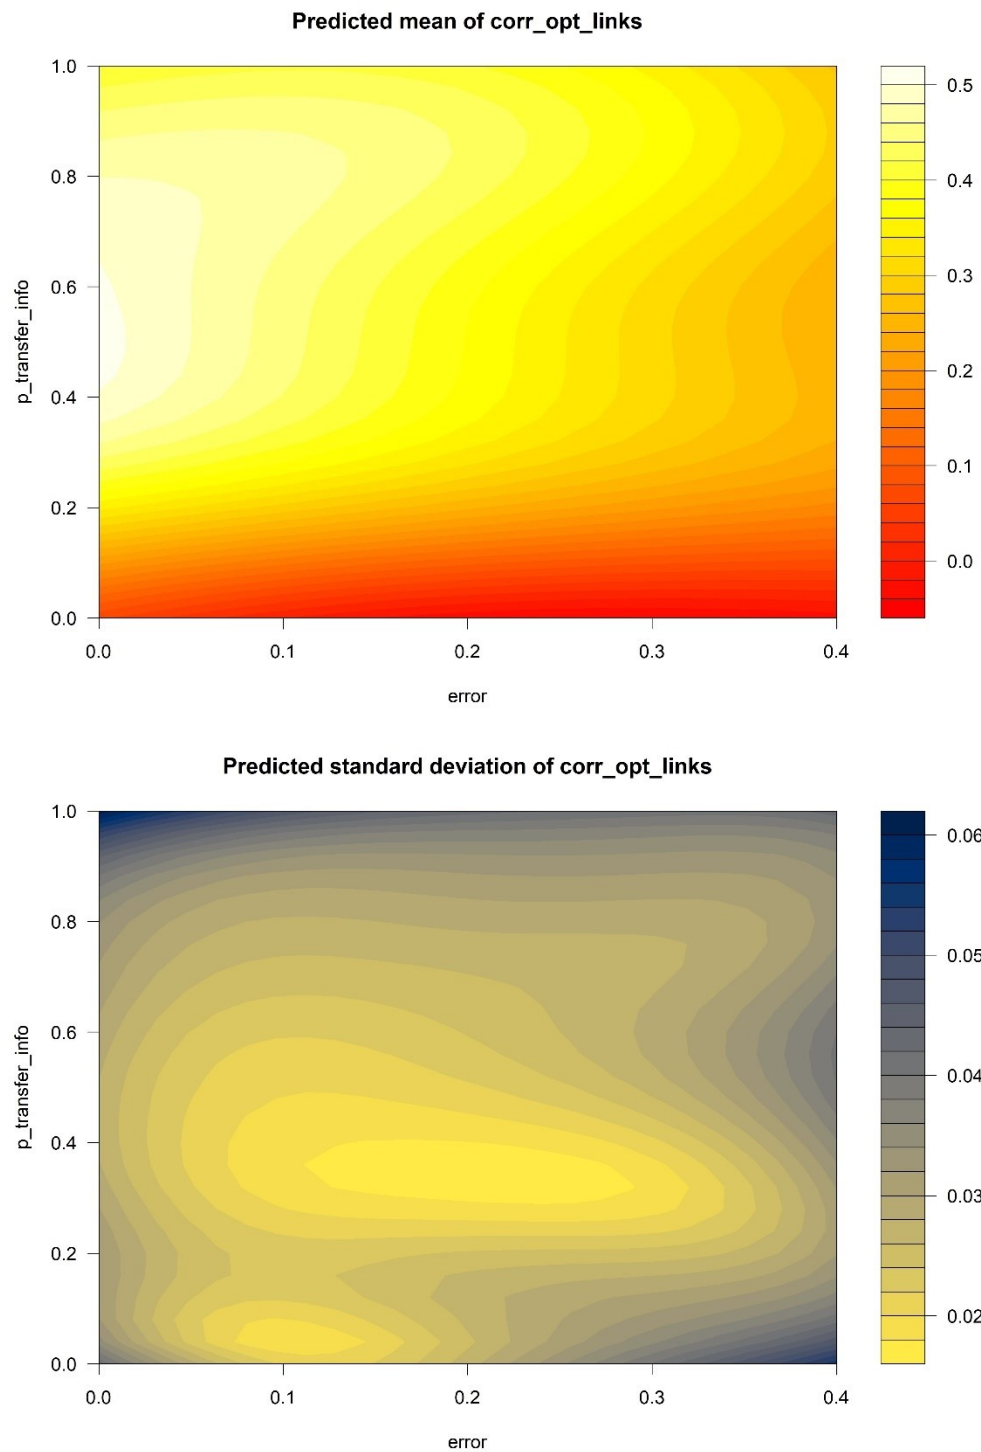 Predicted mean of corr_opt_links
1.0
0.8
0.6
0.4
0.2
0.0
p_transfer_info
0.0 0.1 0.2 0.3 0.4
error
0.5
0.4
0.3
0.2
0.1
0.0
Predicted standard deviation of corr_opt_links
1.0
0.8
0.6
0.4
0.2
0.0
p_transfer_info
0.0 0.1 0.2 0.3 0.4
error
0.06
0.05
0.04
0.03
0.02